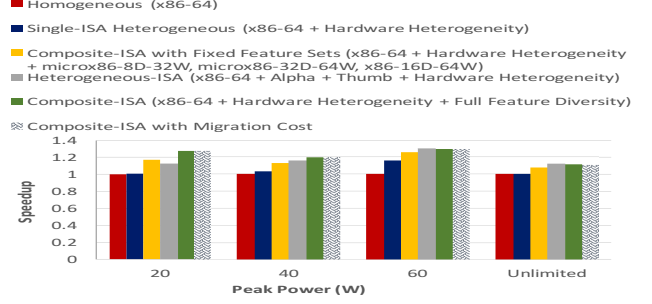 Homogeneous (x86-64)
Single-ISA Heterogeneous (x86-64 + Hardware Heterogeneity)
Composite-ISA with Fixed Feature Sets (x86-64 + Hardware Heterogeneity
+ microx86-8D-32W, microx86-32D-64W, x86-16D-64W)
Heterogeneous-ISA (x86-64 + Alpha + Thumb + Hardware Heterogeneity)
Composite-ISA (x86-64 + Hardware Heterogeneity + Full Feature Diversity)
Composite-ISA with Migration Cost
1.4
1.2
1
0.8
0.6
0.4
0.2
0
Speedup
20 40 60 Unlimited
Peak Power (W)